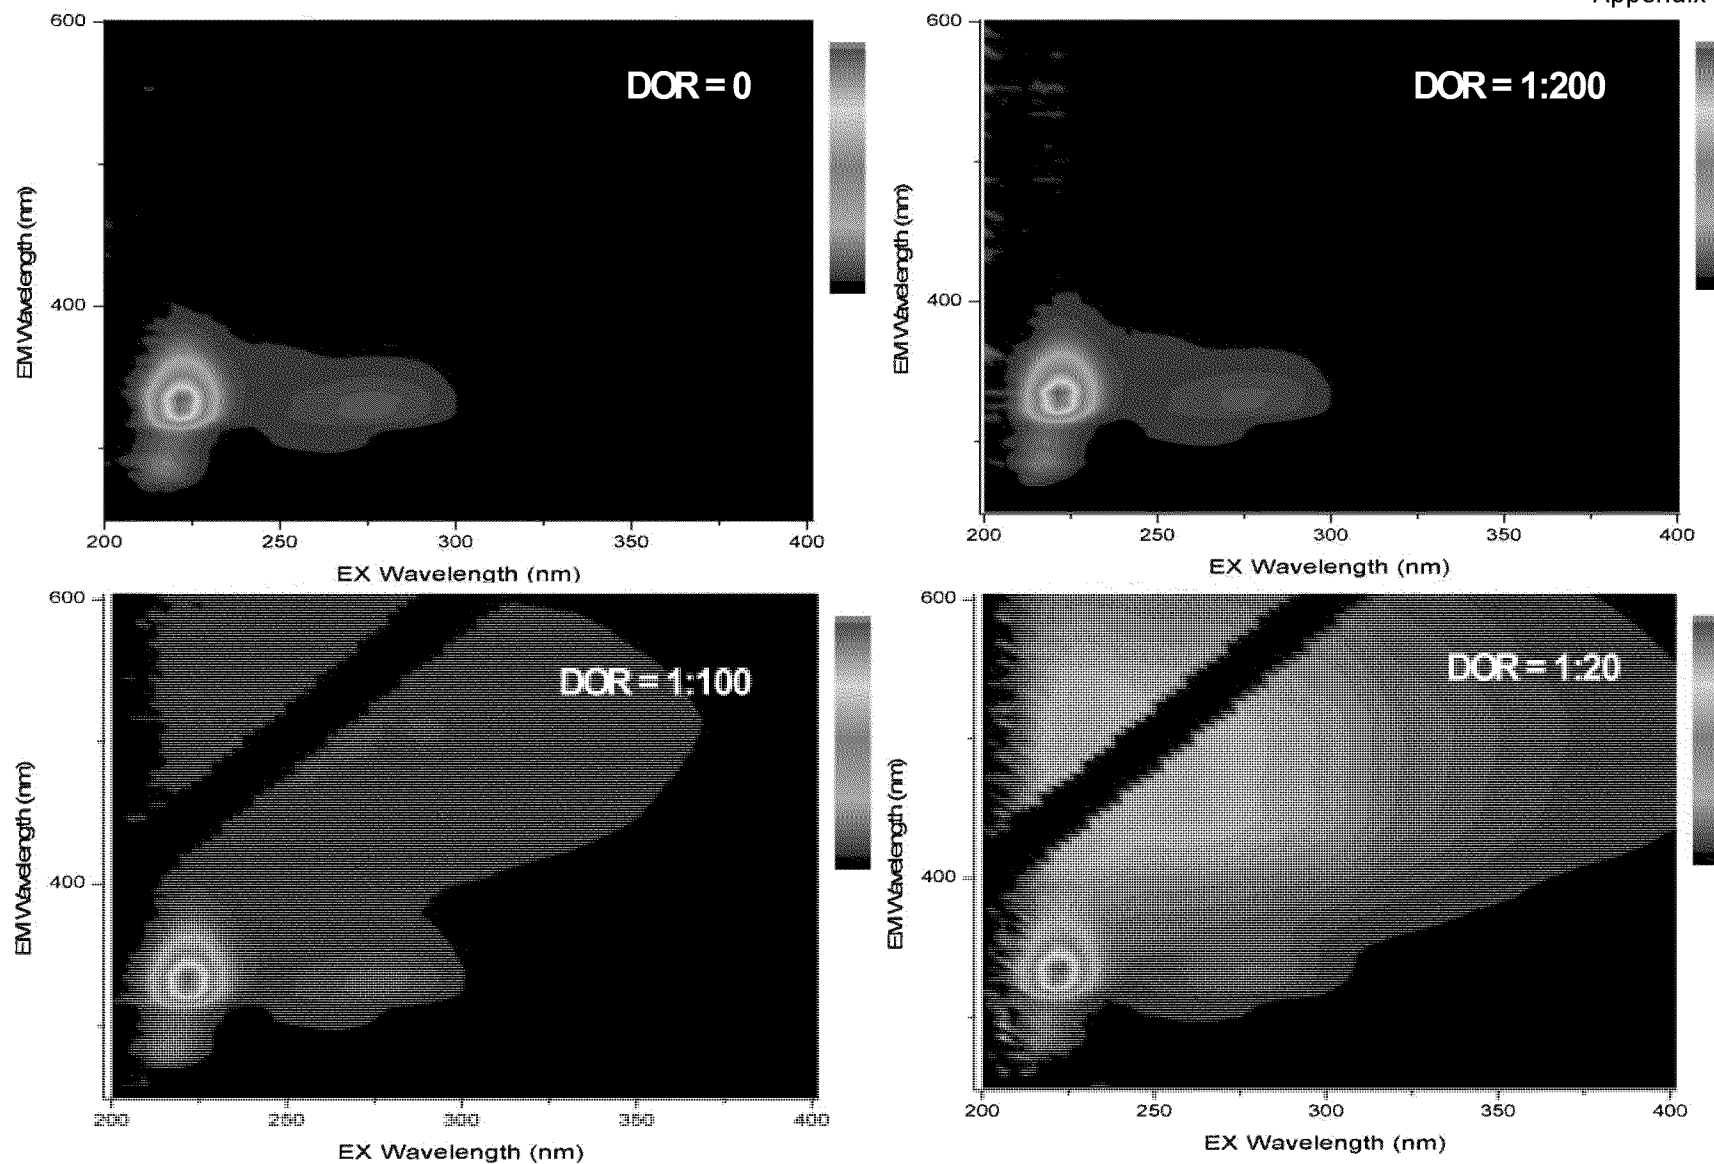 Appendix
600
DOR = 0
400
EM Wavelength (nm)
200 250 300 350 400
EX Wavelength (nm)
600
DOR = 1:200
400
EM Wavelength (nm)
200 250 300 350 400
EX Wavelength (nm)
600
DOR = 1:100
400
EM Wavelength (nm)
200 250 300 350 400
EX Wavelength (nm)
600
DOR = 1:20
400
EM Wavelength (nm)
200 250 300 350 400
EX Wavelength (nm)